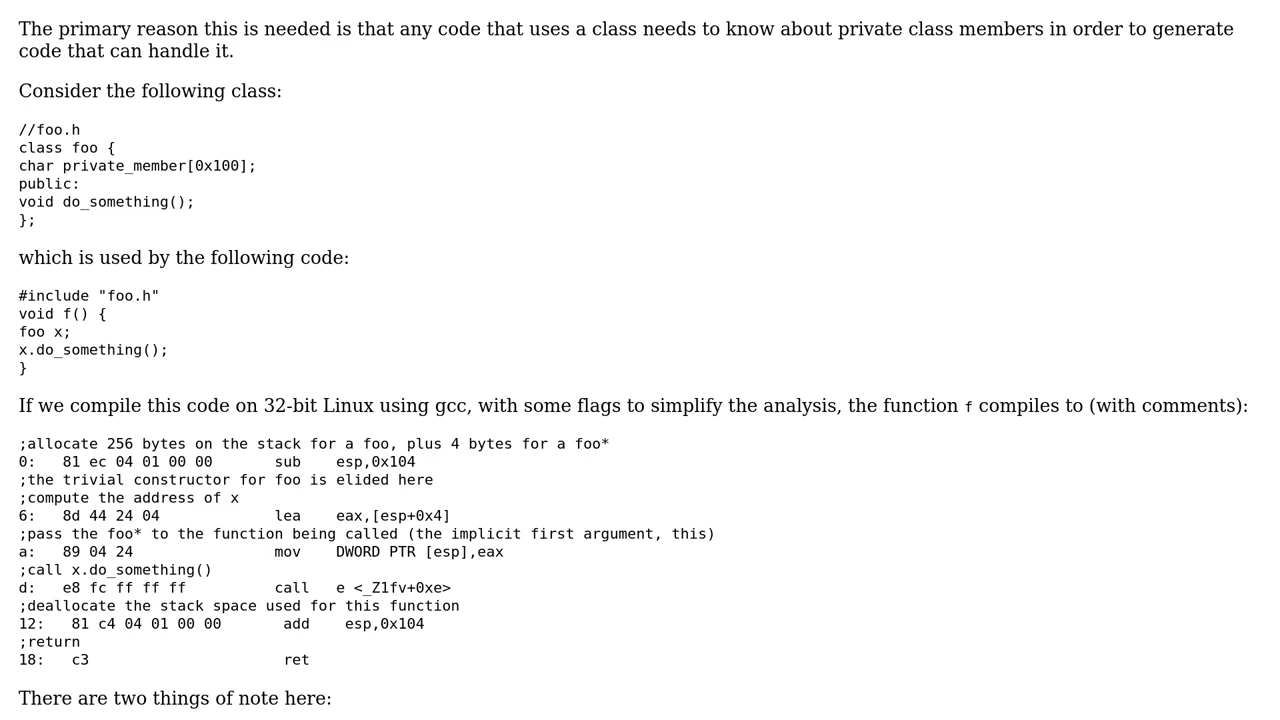 The primary reason this is needed is that any code that uses a class needs to know about private class members in order to generate
code that can handle it.
Consider the following class:
//foo.h
class foo {
char private_member[0x100];
public:
void do_something();
};
which is used by the following code:
#include "foo.h"
void f() {
foo x;
x.do_something();
}
If we compile this code on 32-bit Linux using gcc, with some flags to simplify the analysis, the function f compiles to (with comments):
;allocate 256 bytes on the stack for a foo, plus 4 bytes for a foo*
0:   81 ec 04 01 00 00       sub    esp,0x104
;the trivial constructor for foo is elided here
;compute the address of x
6:   8d 44 24 04             lea    eax,[esp+0x4]
;pass the foo* to the function being called (the implicit first argument, this)
a:   89 04 24                mov    DWORD PTR [esp],eax
;call x.do_something()
d:   e8 fc ff ff ff          call   e <_Z1fv+0xe>
;deallocate the stack space used for this function
12:   81 c4 04 01 00 00       add    esp,0x104
;return
18:   c3                      ret
There are two things of note here: